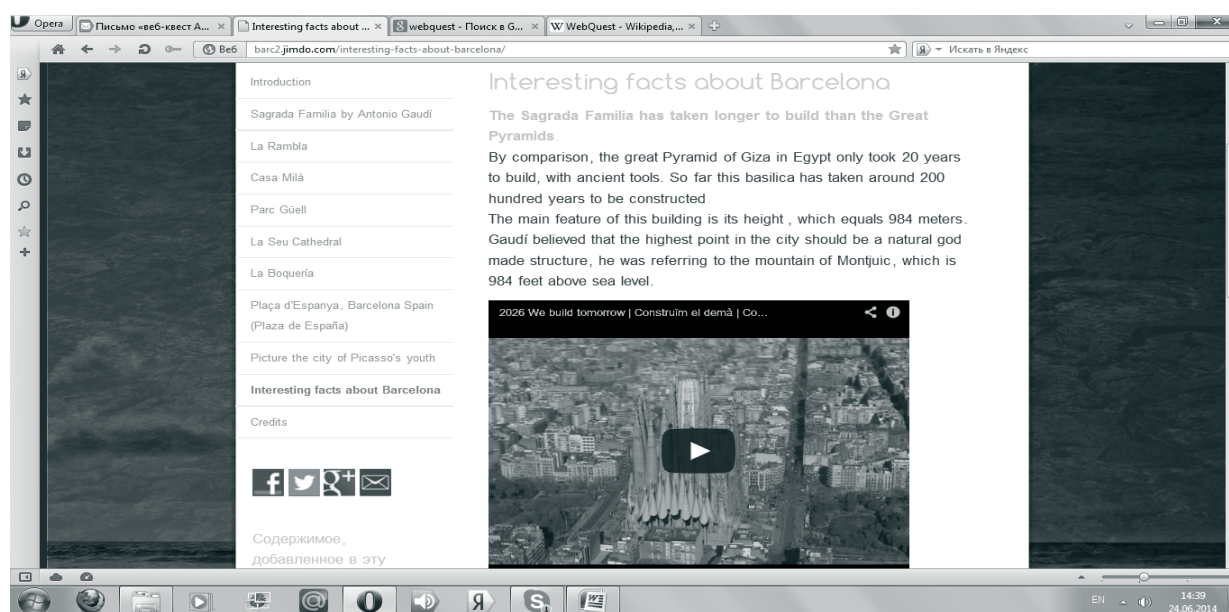 Opera
Письмо «веб-квест А...
Interesting facts about ...
webquest - Поиск в G...
WebQuest - Wikipedia,...
Веб
barc2.jimdo.com/interesting-facts-about-barcelona/
Искать в Яндекс
Introduction
Sagrada Familia by Antonio Gaudí
La Rambla
Casa Milà
Parc Güell
La Seu Cathedral
La Boquería
Plaça d'Espanya, Barcelona Spain
(Plaza de España)
Picture the city of Picasso's youth
Interesting facts about Barcelona
Credits
Содержимое,
добавленное в эту
Interesting facts about Barcelona
The Sagrada Familia has taken longer to build than the Great
Pyramids.
By comparison, the great Pyramid of Giza in Egypt only took 20 years
to build, with ancient tools. So far this basilica has taken around 200
hundred years to be constructed.
The main feature of this building is its height , which equals 984 meters.
Gaudí believed that the highest point in the city should be a natural god
made structure, he was referring to the mountain of Montjuic, which is
984 feet above sea level.
2026 We build tomorrow | Construïm el demà | Co...
EN
14:39
24.06.2014